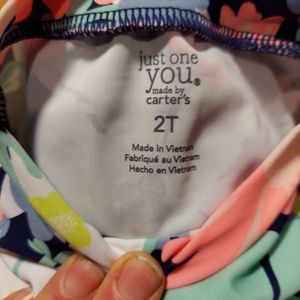 just one
you®
made by
carter's
2T
Made in Vietnam
Fabriqué au Vietnam
Hecho en Vietnam